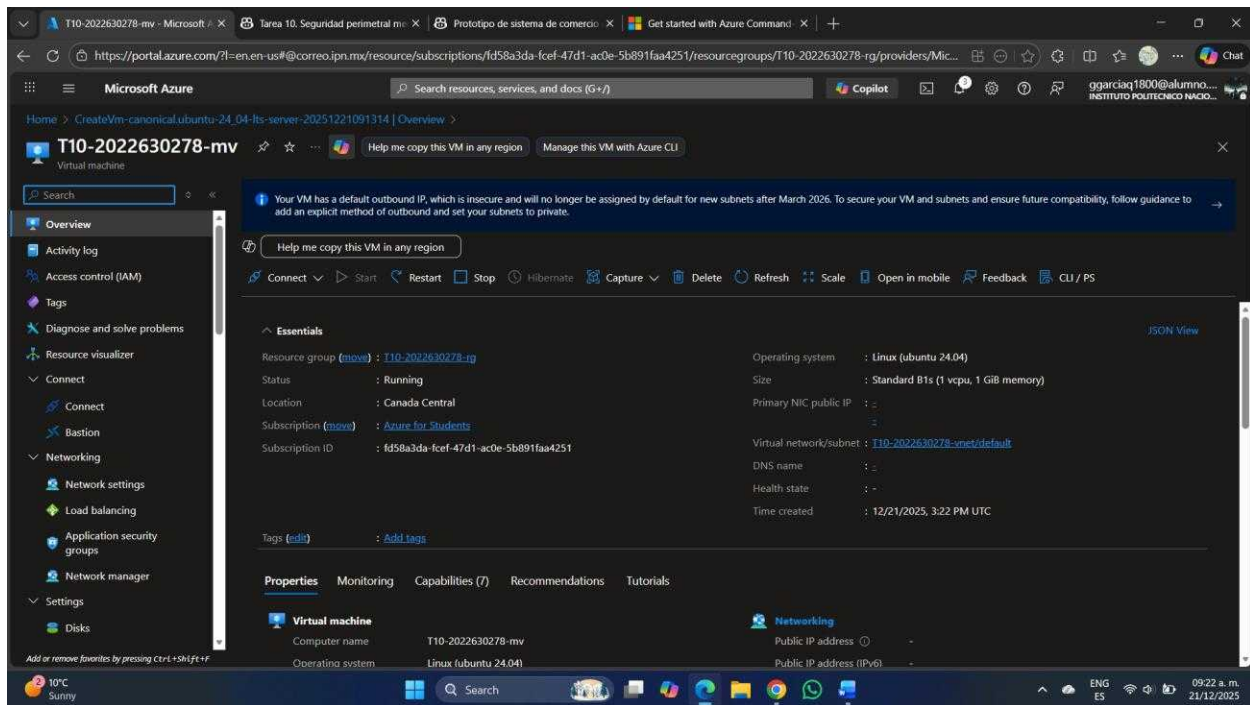 T10-2022630278-mv - Microsoft A
Tarea 10. Seguridad perimetral me
Prototipo de sistema de comercio
Get started with Azure Command-
https://portal.azure.com/?l=en.en-us#@correo.ipn.mx/resource/subscriptions/fd58a3da-fcef-47d1-ac0e-5b891faa4251/resourcegroups/T10-2022630278-rg/providers/Mic...
Chat
Microsoft Azure
Search resources, services, and docs (G+/)
Copilot
ggarciaq1800@alumno....
INSTITUTO POLITECNICO NACIO...
Home > CreateVm-canonical.ubuntu-24_04-lts-server-20251221091314 | Overview >
T10-2022630278-mv
Help me copy this VM in any region
Manage this VM with Azure CLI
Virtual machine
Search
Your VM has a default outbound IP, which is insecure and will no longer be assigned by default for new subnets after March 2026. To secure your VM and subnets and ensure future compatibility, follow guidance to
add an explicit method of outbound and set your subnets to private.
Overview
Activity log
Access control (IAM)
Tags
Diagnose and solve problems
Resource visualizer
Connect
Connect
Bastion
Networking
Network settings
Load balancing
Application security
groups
Network manager
Settings
Disks
Add or remove favorites by pressing Ctrl+Shift+F
Help me copy this VM in any region
Connect Start Restart Stop Hibernate Capture Delete Refresh Scale Open in mobile Feedback CLI / PS
Essentials
JSON View
Resource group (move) : T10-2022630278-rg
Status : Running
Location : Canada Central
Subscription (move) : Azure for Students
Subscription ID : fd58a3da-fcef-47d1-ac0e-5b891faa4251
Operating system : Linux (ubuntu 24.04)
Size : Standard B1s (1 vcpu, 1 GiB memory)
Primary NIC public IP : -
-
Virtual network/subnet : T10-2022630278-vnet/default
DNS name : -
Health state : -
Time created : 12/21/2025, 3:22 PM UTC
Tags (edit) : Add tags
Properties Monitoring Capabilities (7) Recommendations Tutorials
Virtual machine
Computer name T10-2022630278-mv
Operating system Linux (ubuntu 24.04)
Networking
Public IP address -
Public IP address (IPv6) -
2
10°C
Sunny
Search
ENG
ES
09:22 a. m.
21/12/2025